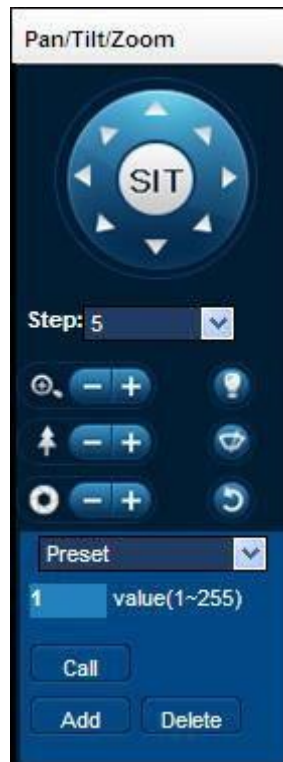 Pan/Tilt/Zoom
SIT
Step: 5
Preset
1 value(1~255)
Call
Add Delete